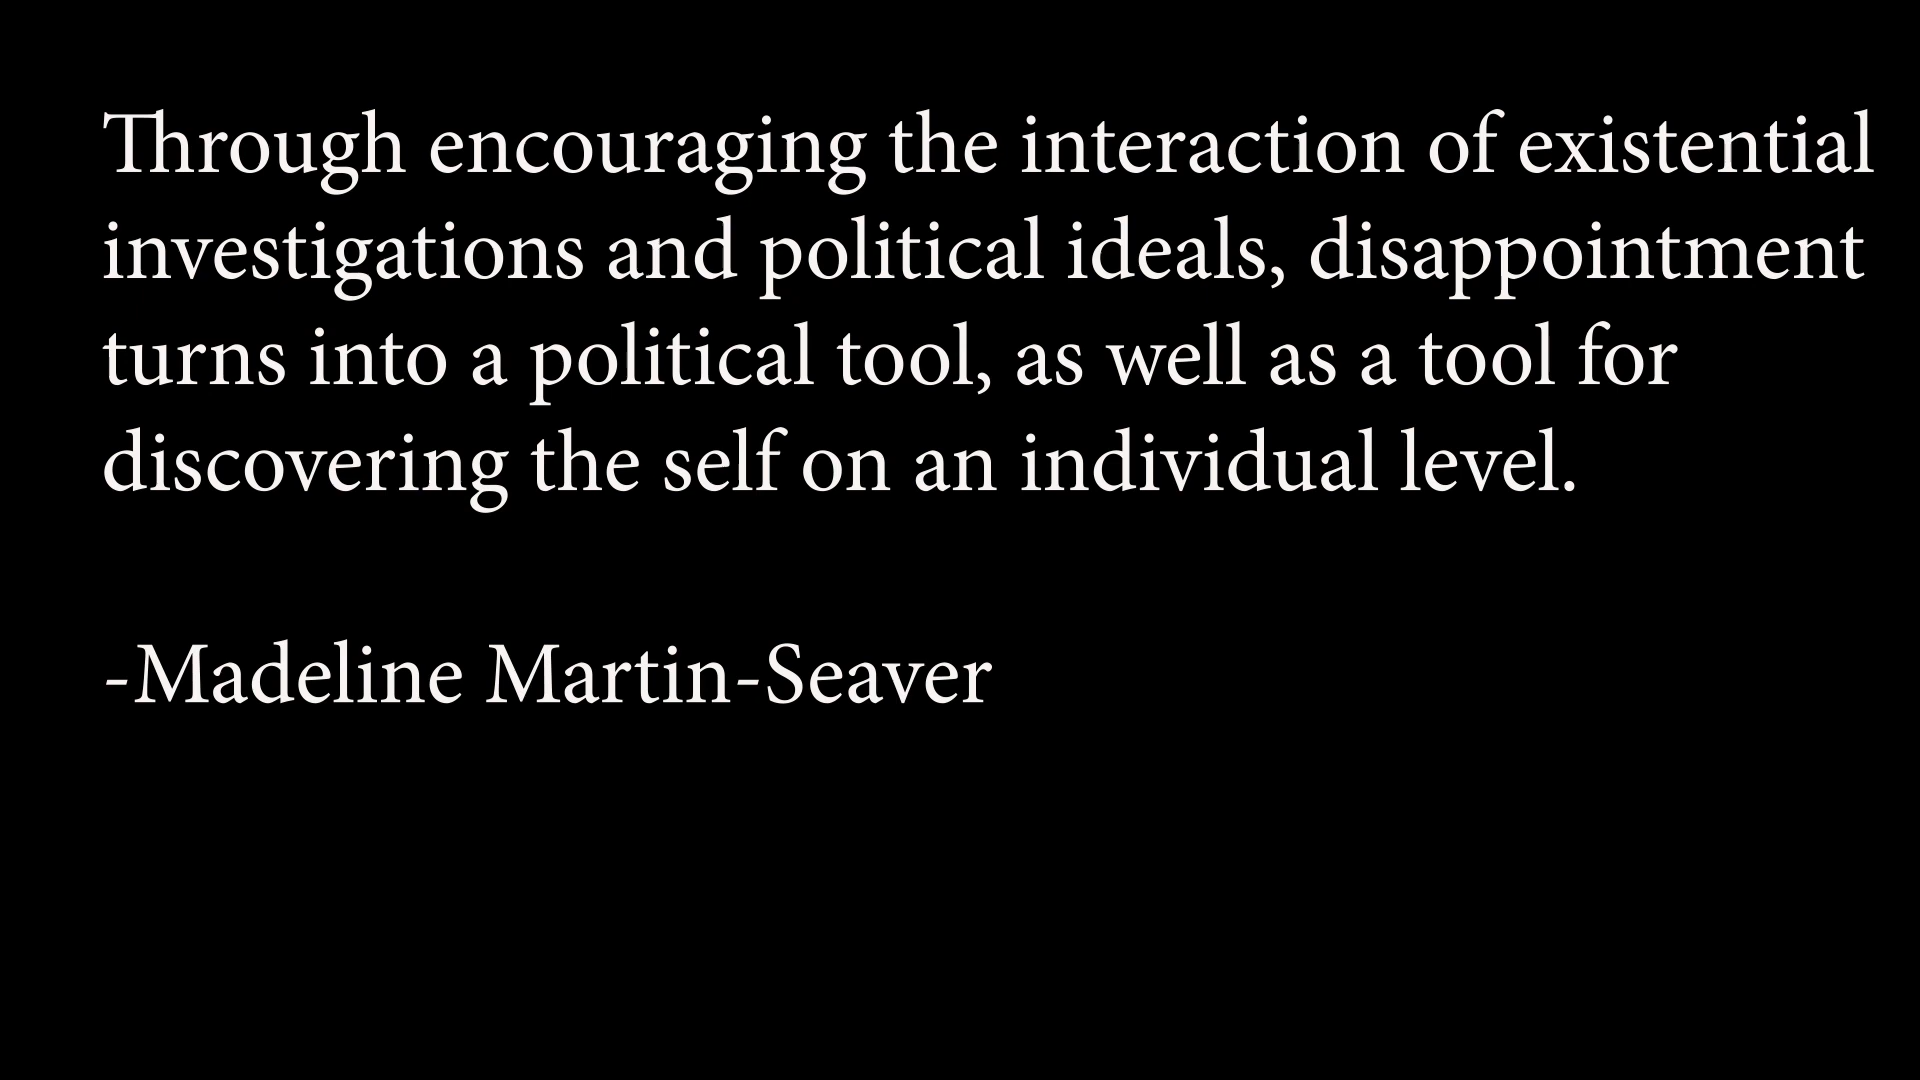 Through encouraging the interaction of existential
investigations and political ideals, disappointment
turns into a political tool, as well as a tool for
discovering the self on an individual level.
-Madeline Martin-Seaver